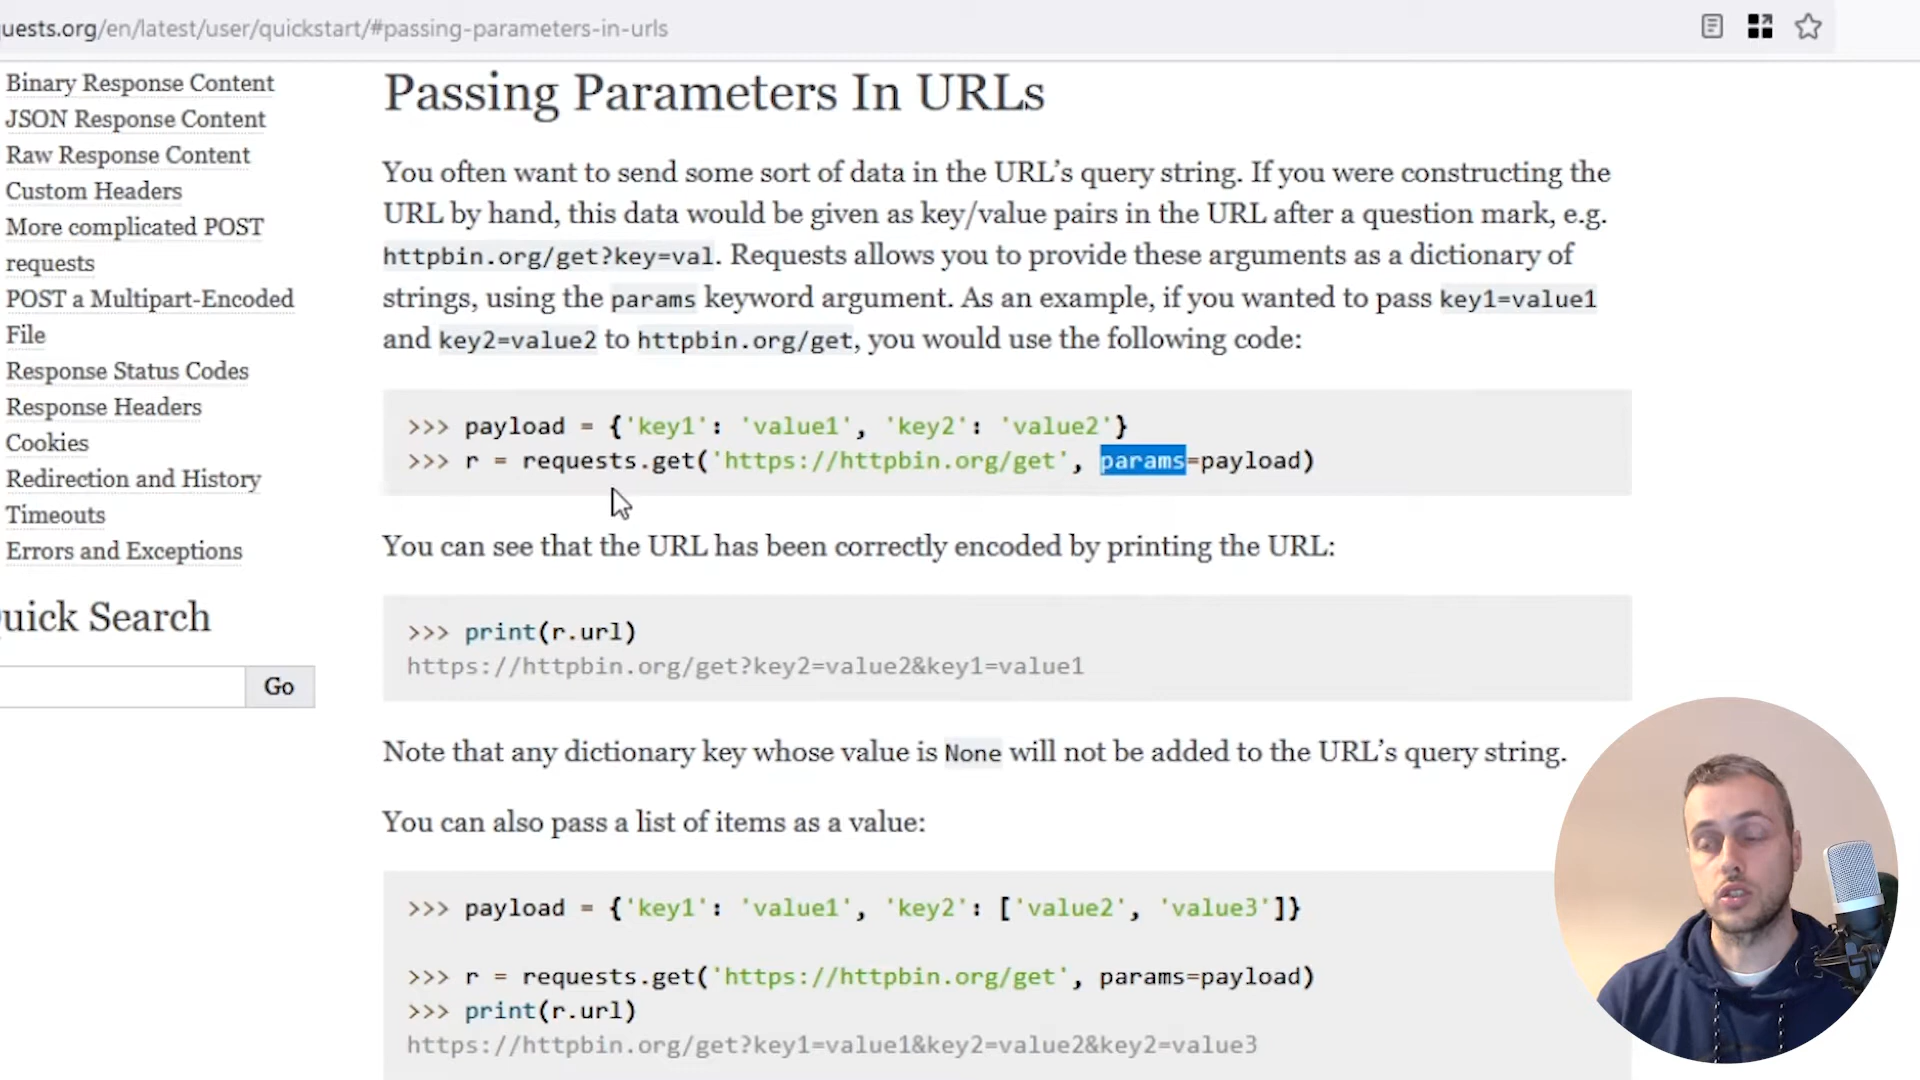 uests.org/en/latest/user/quickstart/#passing-parameters-in-urls
Binary Response Content
JSON Response Content
Raw Response Content
Custom Headers
More complicated POST
requests
POST a Multipart-Encoded
File
Response Status Codes
Response Headers
Cookies
Redirection and History
Timeouts
Errors and Exceptions
uick Search
Go
Passing Parameters In URLs
You often want to send some sort of data in the URL’s query string. If you were constructing the
URL by hand, this data would be given as key/value pairs in the URL after a question mark, e.g.
httpbin.org/get?key=val. Requests allows you to provide these arguments as a dictionary of
strings, using the params keyword argument. As an example, if you wanted to pass key1=value1
and key2=value2 to httpbin.org/get, you would use the following code:
>>> payload = {'key1': 'value1', 'key2': 'value2'}
>>> r = requests.get('https://httpbin.org/get', params=payload)
You can see that the URL has been correctly encoded by printing the URL:
>>> print(r.url)
https://httpbin.org/get?key2=value2&key1=value1
Note that any dictionary key whose value is None will not be added to the URL’s query string.
You can also pass a list of items as a value:
>>> payload = {'key1': 'value1', 'key2': ['value2', 'value3']}
>>> r = requests.get('https://httpbin.org/get', params=payload)
>>> print(r.url)
https://httpbin.org/get?key1=value1&key2=value2&key2=value3